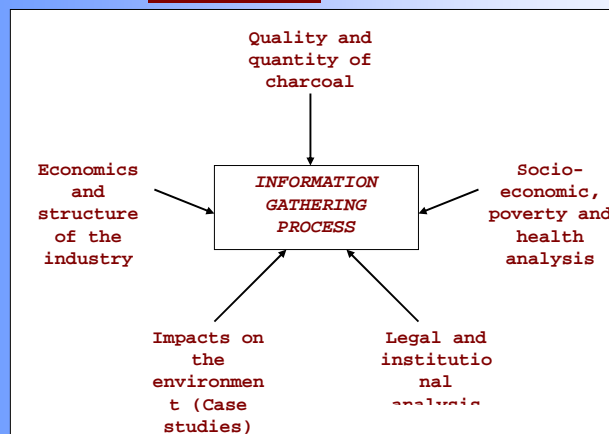 Quality and
quantity of
charcoal
Economics
and
structure
of the
industry
INFORMATION
GATHERING
PROCESS
Socio-
economic,
poverty and
health
analysis
Impacts on
the
environmen
t (Case
studies)
Legal and
institutio
nal
analysis